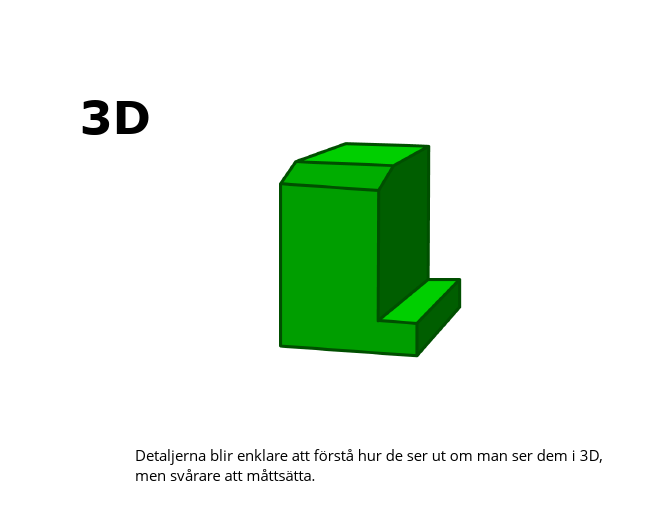 3D
Detaljerna blir enklare att förstå hur de ser ut om man ser dem i 3D,
men svårare att måttsätta.